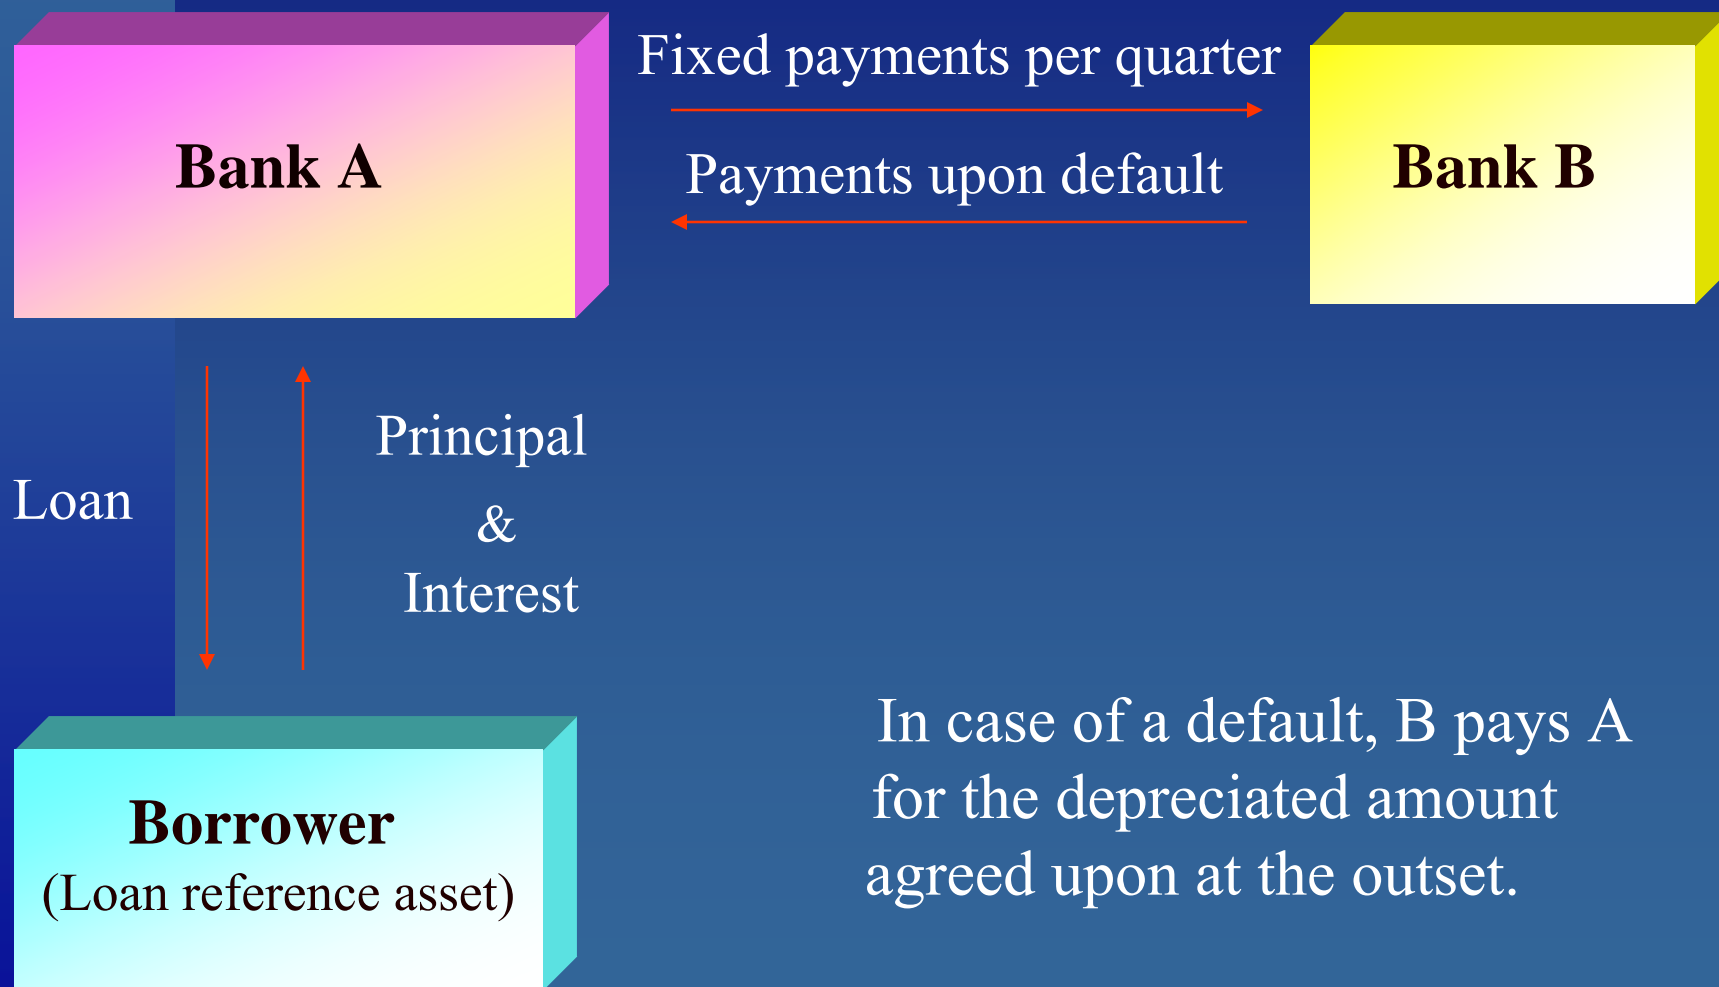 Fixed payments per quarter
Bank A
Payments upon default
Bank B
Principal
&
Interest
Loan
Borrower
(Loan reference asset)
In case of a default, B pays A
for the depreciated amount
agreed upon at the outset.